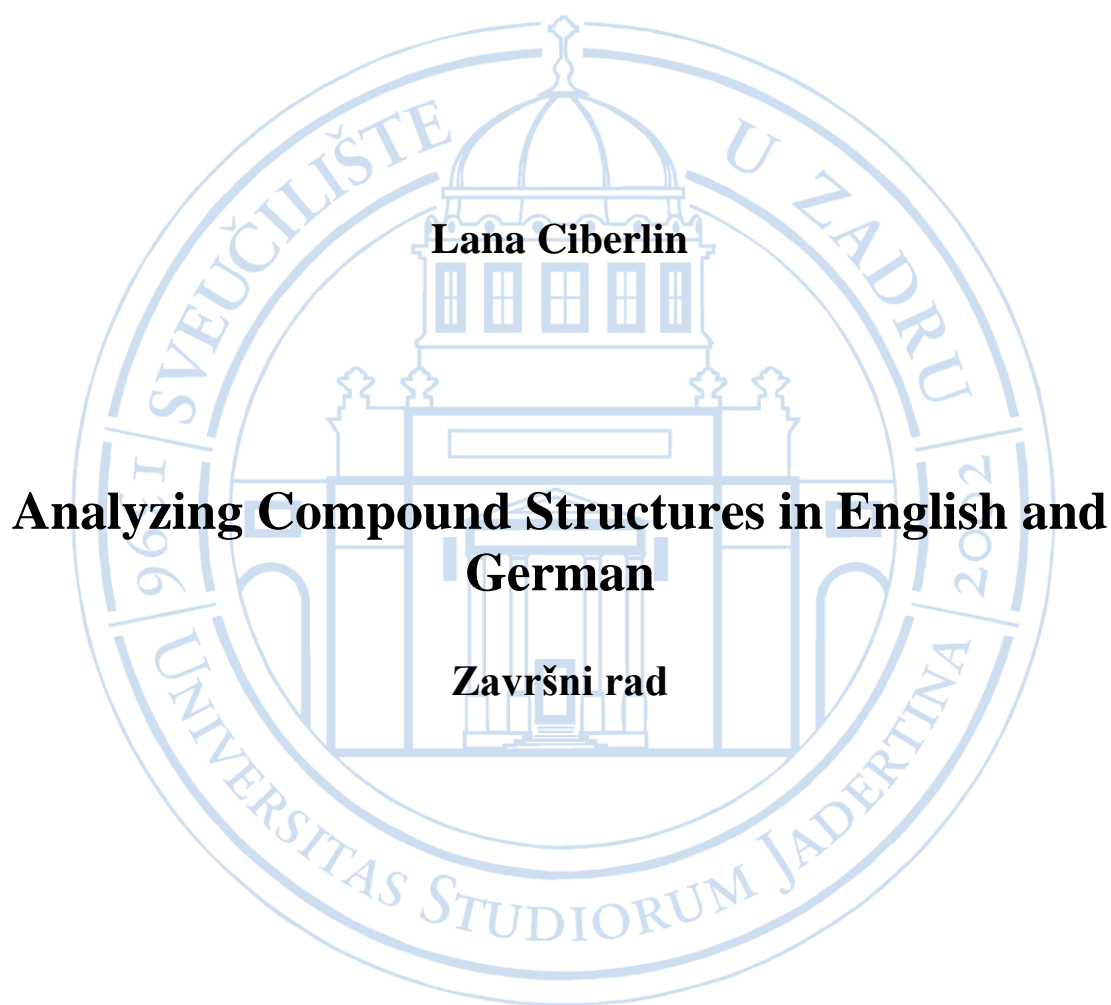 SVEUČILIŠTE U ZADRU
Lana Ciberlin
Analyzing Compound Structures in English and
German
Završni rad
1396 UNIVERSITAS STUDIORUM JADERTINA 2002